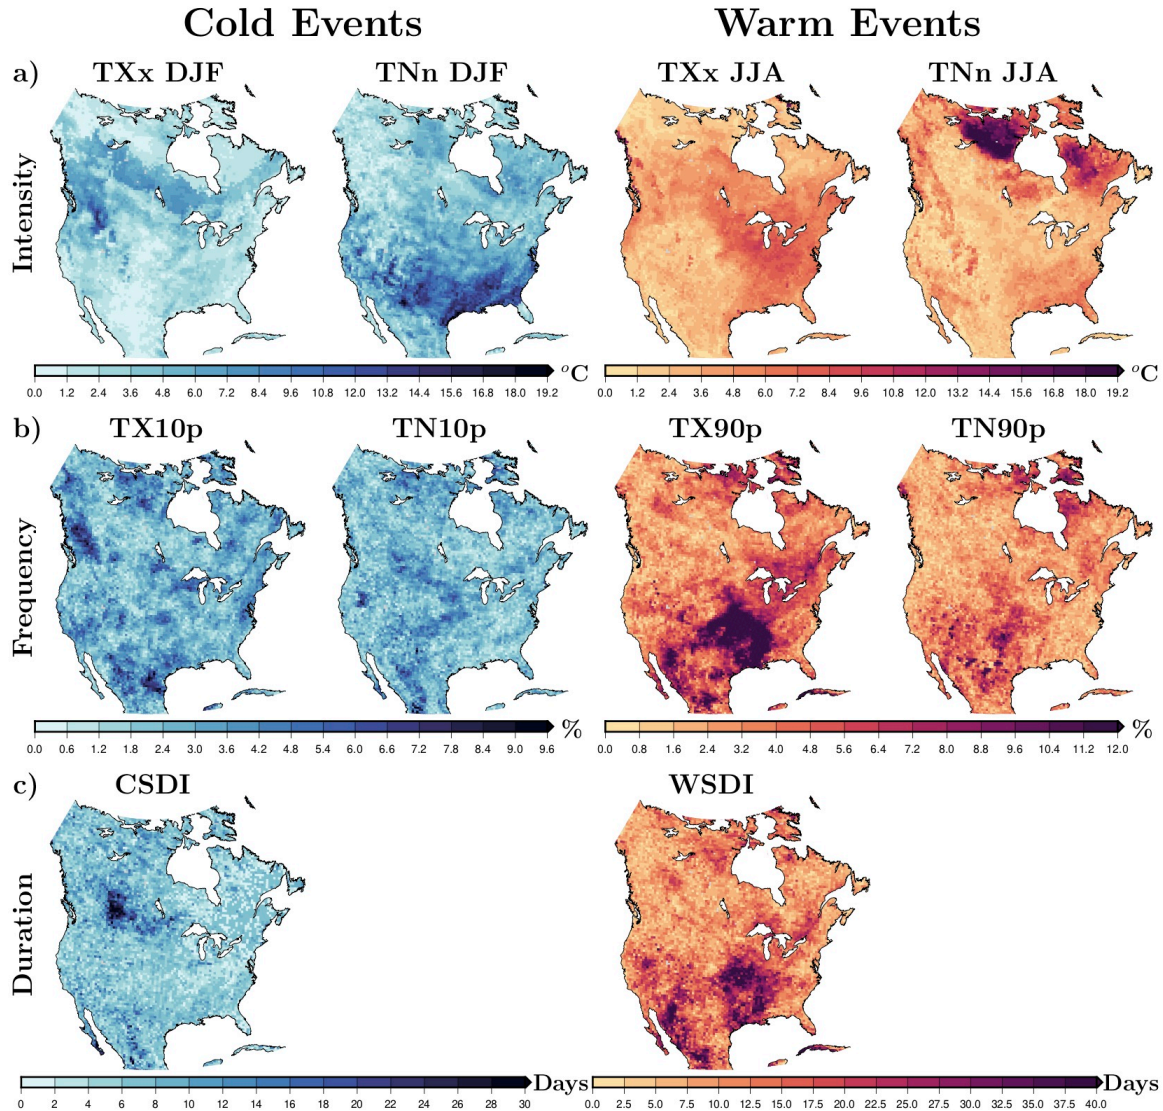 Cold Events Warm Events
a) TXx DJF TNn DJF TXx JJA TNn JJA
Intensity
0.0 1.2 2.4 3.6 4.8 6.0 7.2 8.4 9.6 10.8 12.0 13.2 14.4 15.6 16.8 18.0 19.2 °C
0.0 1.2 2.4 3.6 4.8 6.0 7.2 8.4 9.6 10.8 12.0 13.2 14.4 15.6 16.8 18.0 19.2 °C
b) TX10p TN10p TX90p TN90p
Frequency
0.0 0.6 1.2 1.8 2.4 3.0 3.6 4.2 4.8 5.4 6.0 6.6 7.2 7.8 8.4 9.0 9.6 %
0.0 0.8 1.6 2.4 3.2 4.0 4.8 5.6 6.4 7.2 8.0 8.8 9.6 10.4 11.2 12.0 %
c) CSDI WSDI
Duration
0 2 4 6 8 10 12 14 16 18 20 22 24 26 28 30 Days
0.0 2.5 5.0 7.5 10.0 12.5 15.0 17.5 20.0 22.5 25.0 27.5 30.0 32.5 35.0 37.5 40.0 Days